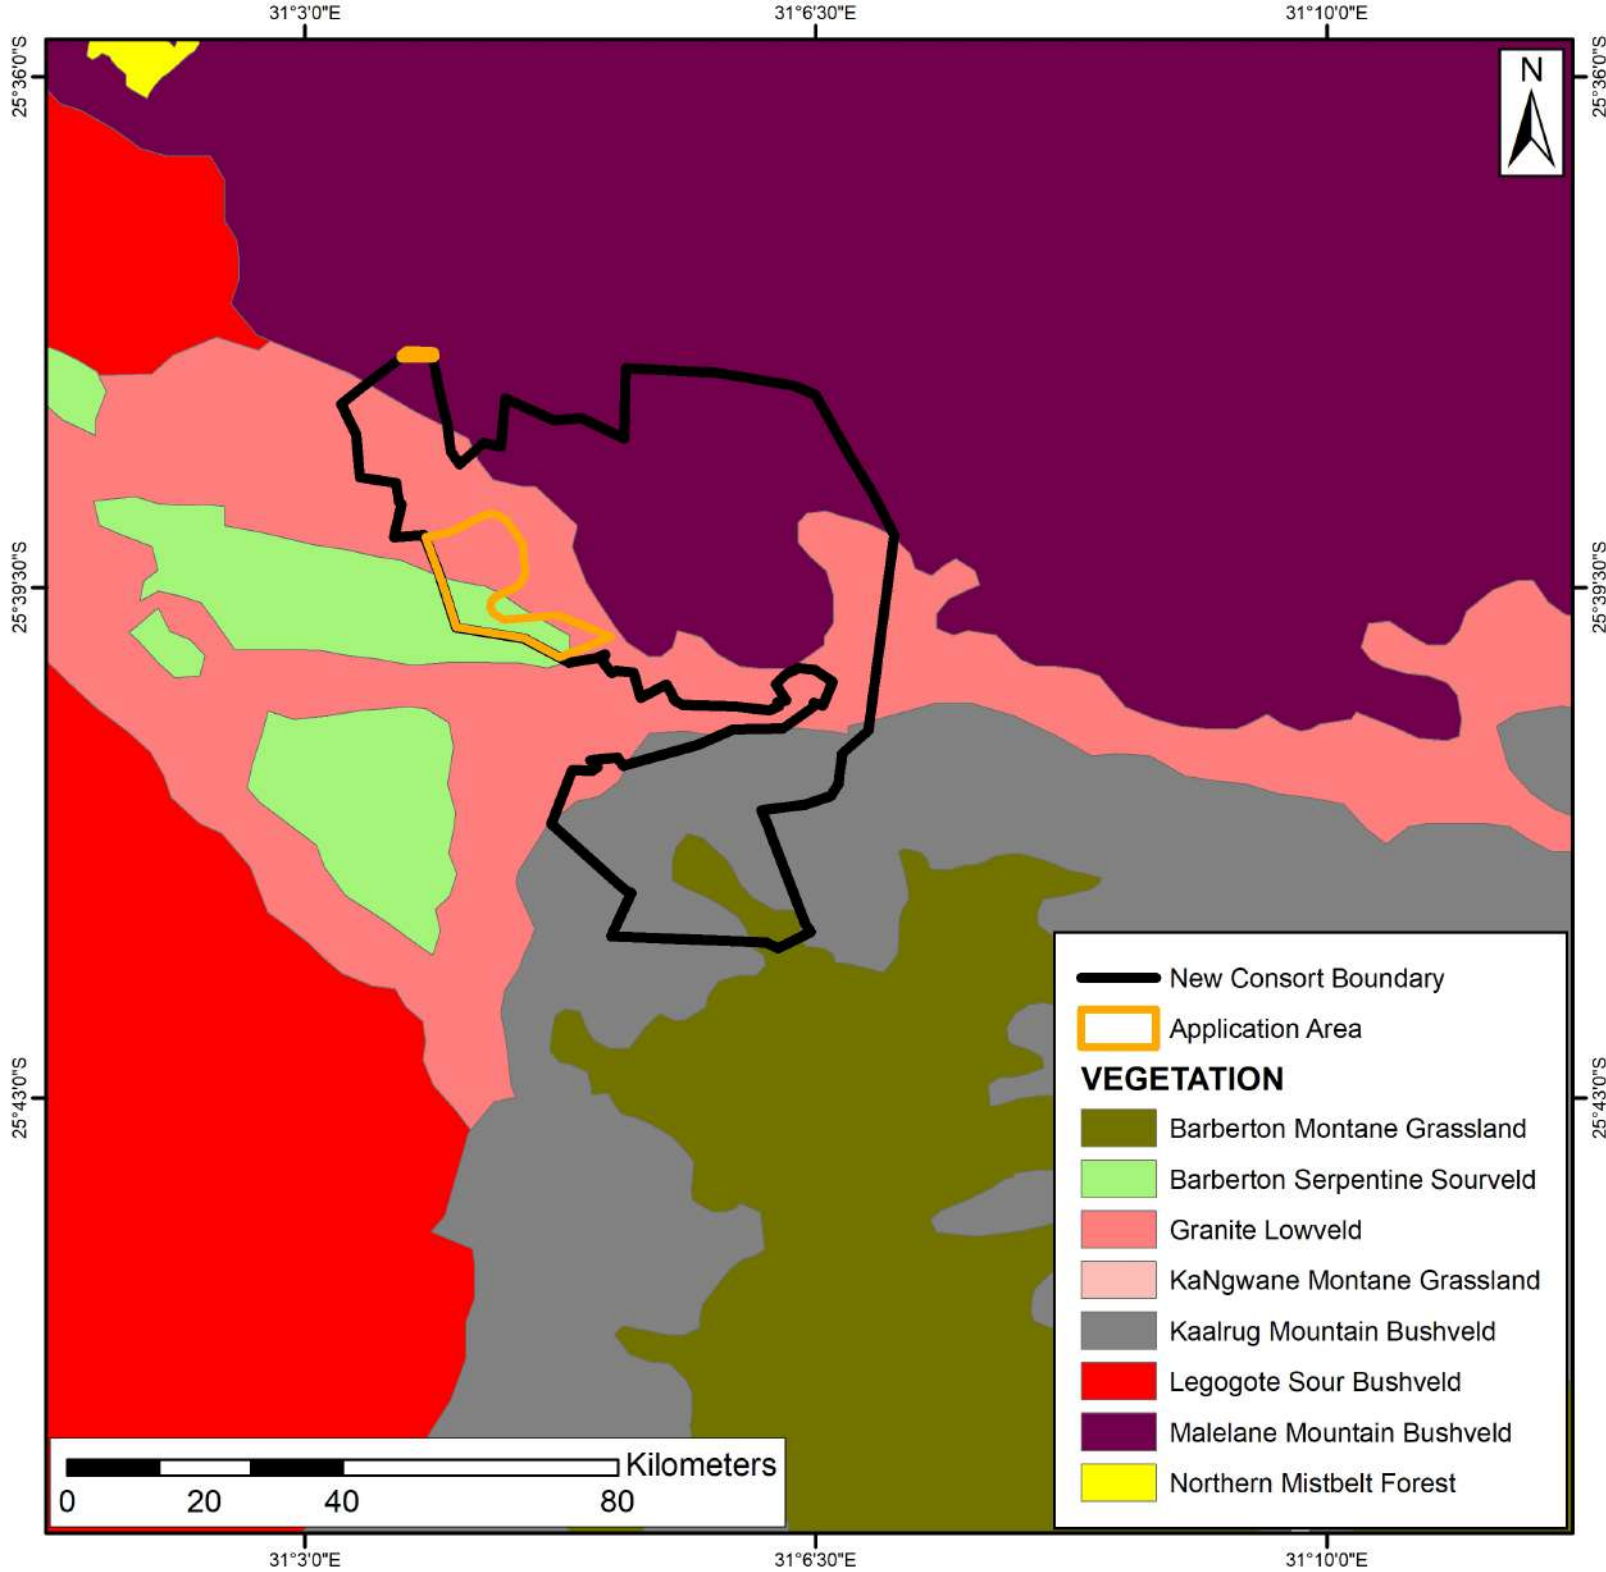 31°3'0"E
31°6'30"E
31°10'0"E
25°36'0"S
25°36'0"S
N
25°39'30"S
25°39'30"S
New Consort Boundary
Application Area
VEGETATION
25°43'0"S
25°43'0"S
Barberton Montane Grassland
Barberton Serpentine Sourveld
Granite Lowveld
KaNgwane Montane Grassland
Kaalrug Mountain Bushveld
Legogote Sour Bushveld
Malelane Mountain Bushveld
Northern Mistbelt Forest
Kilometers
0 20 40 80
31°3'0"E
31°6'30"E
31°10'0"E